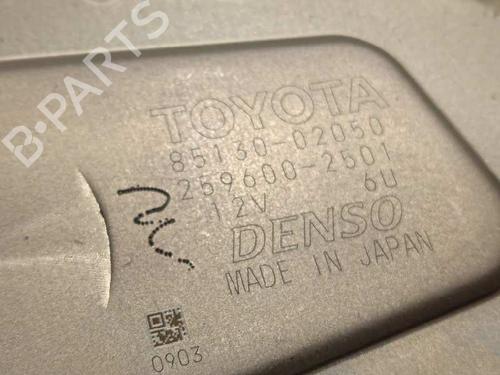 B-PARTS
TOYOTA
85130-02050
259600-2501
12V 6U
DENSO
MADE IN JAPAN
0903